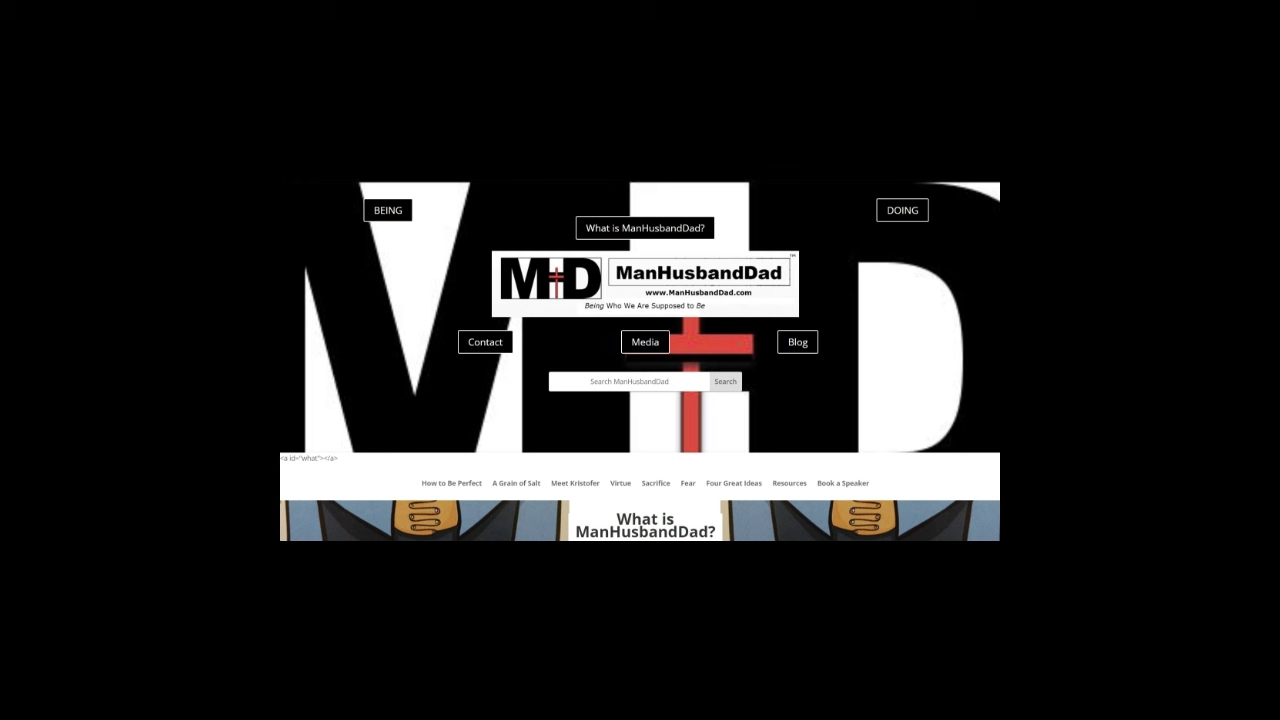 BEING
DOING
What is ManHusbandDad?
M D
ManHusbandDad
www.ManHusbandDad.com
Being Who We Are Supposed to Be
Contact
Media
Blog
Search ManHusbandDad
Search
<a id="what"></a>
How to Be Perfect
A Grain of Salt
Meet Kristofer
Virtue
Sacrifice
Fear
Four Great Ideas
Resources
Book a Speaker
What is
ManHusbandDad?